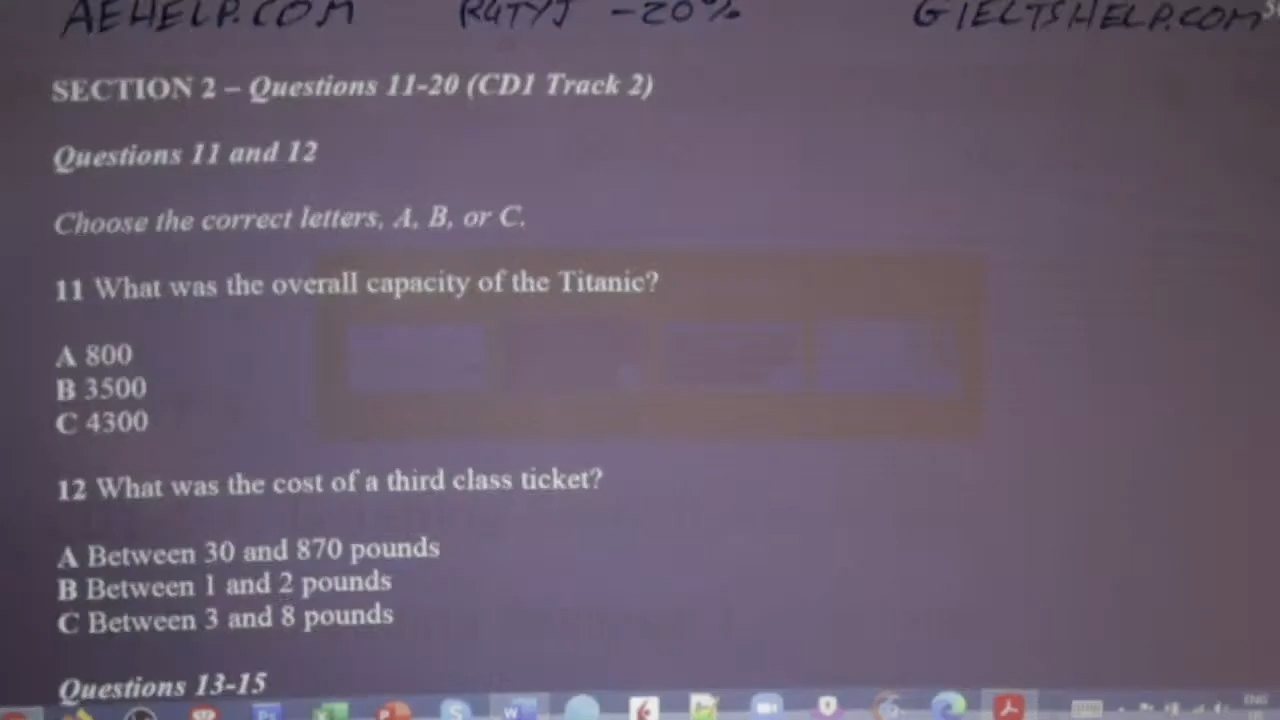 AEHELP.COM R4TYJ -20% GIELTSHELP.COM
SECTION 2 – Questions 11-20 (CD1 Track 2)
Questions 11 and 12
Choose the correct letters, A, B, or C.
11 What was the overall capacity of the Titanic?
A 800
B 3500
C 4300
12 What was the cost of a third class ticket?
A Between 30 and 870 pounds
B Between 1 and 2 pounds
C Between 3 and 8 pounds
Questions 13-15
ENG